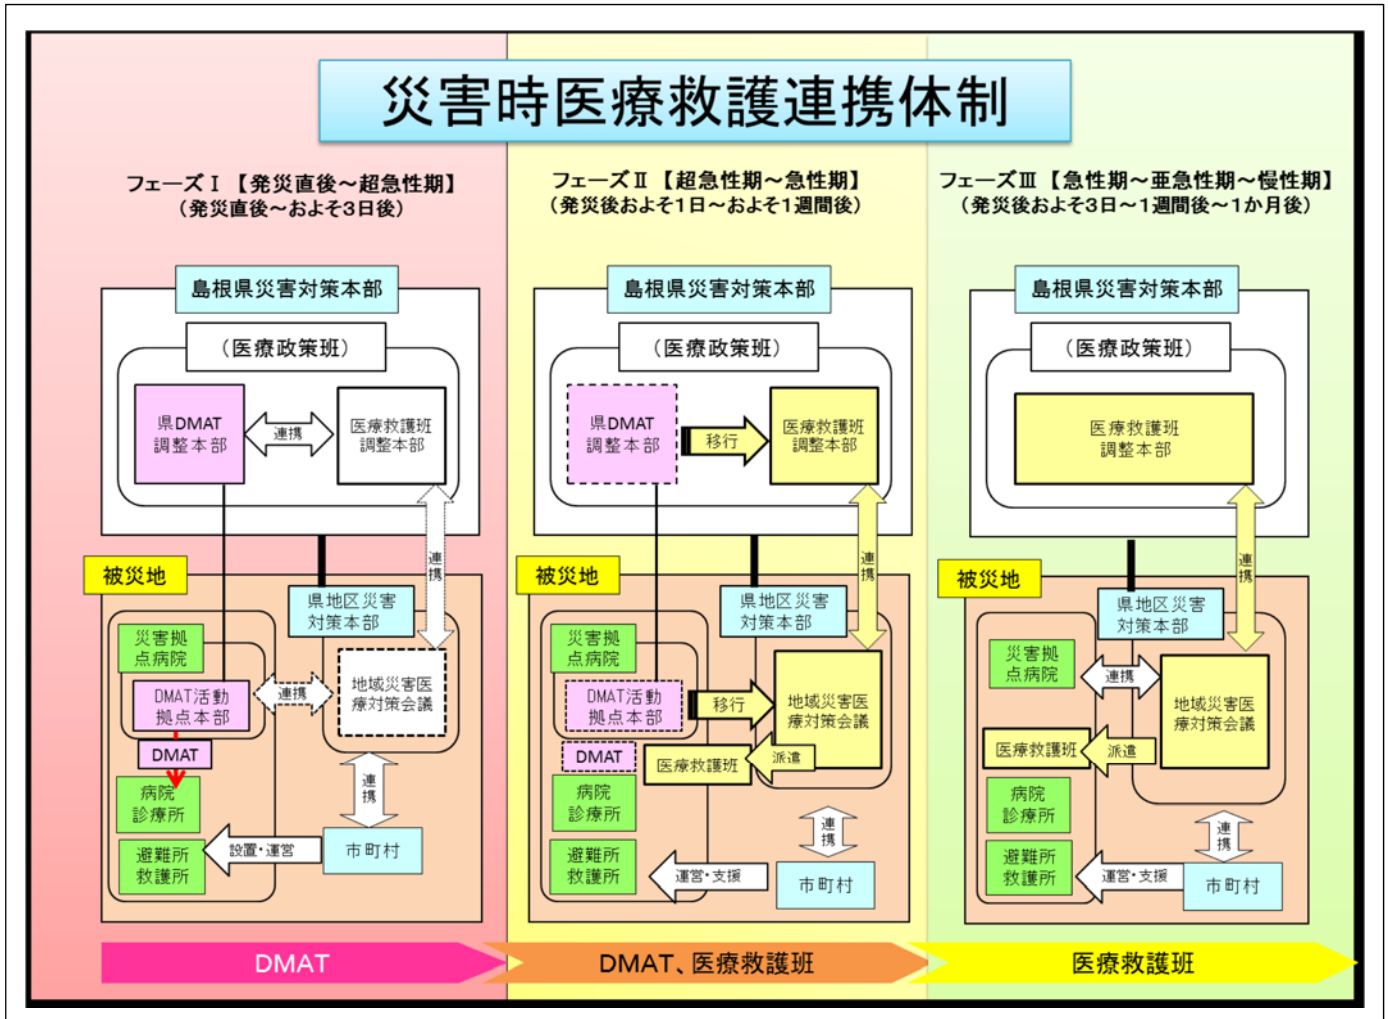 災害時医療救護連携体制
フェーズⅠ【発災直後～超急性期】
（発災直後～およそ3日後）
島根県災害対策本部
（医療政策班）
県DMAT
調整本部
連携
医療救護班
調整本部
連携
被災地
県地区災害
対策本部
災害拠
点病院
DMAT活動
拠点本部
連携
地域災害医
療対策会議
DMAT
病院
診療所
連携
避難所
救護所
設置・運営
市町村
DMAT
フェーズⅡ【超急性期～急性期】
（発災後およそ1日～およそ1週間後）
島根県災害対策本部
（医療政策班）
県DMAT
調整本部
移行
医療救護班
調整本部
連携
被災地
県地区災害
対策本部
災害拠
点病院
DMAT活動
拠点本部
移行
地域災害医
療対策会議
DMAT
医療救護班
派遣
病院
診療所
連携
避難所
救護所
運営・支援
市町村
DMAT、医療救護班
フェーズⅢ【急性期～亜急性期～慢性期】
（発災後およそ3日～1週間後～1か月後）
島根県災害対策本部
（医療政策班）
医療救護班
調整本部
連携
被災地
県地区災害
対策本部
災害拠
点病院
連携
地域災害医
療対策会議
医療救護班
派遣
病院
診療所
連携
避難所
救護所
運営・支援
市町村
医療救護班